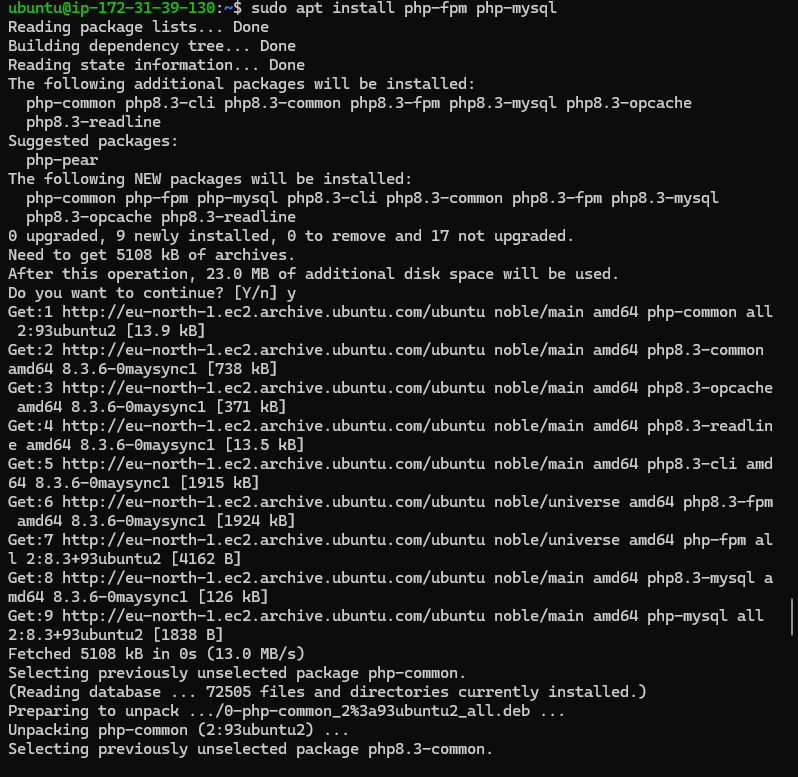 ubuntu@ip-172-31-39-130:~$ sudo apt install php-fpm php-mysql
Reading package lists... Done
Building dependency tree... Done
Reading state information... Done
The following additional packages will be installed:
  php-common php8.3-cli php8.3-common php8.3-fpm php8.3-mysql php8.3-opcache
  php8.3-readline
Suggested packages:
  php-pear
The following NEW packages will be installed:
  php-common php-fpm php-mysql php8.3-cli php8.3-common php8.3-fpm php8.3-mysql
  php8.3-opcache php8.3-readline
0 upgraded, 9 newly installed, 0 to remove and 17 not upgraded.
Need to get 5108 kB of archives.
After this operation, 23.0 MB of additional disk space will be used.
Do you want to continue? [Y/n] y
Get:1 http://eu-north-1.ec2.archive.ubuntu.com/ubuntu noble/main amd64 php-common all
 2:93ubuntu2 [13.9 kB]
Get:2 http://eu-north-1.ec2.archive.ubuntu.com/ubuntu noble/main amd64 php8.3-common
amd64 8.3.6-0maysync1 [738 kB]
Get:3 http://eu-north-1.ec2.archive.ubuntu.com/ubuntu noble/main amd64 php8.3-opcache
 amd64 8.3.6-0maysync1 [371 kB]
Get:4 http://eu-north-1.ec2.archive.ubuntu.com/ubuntu noble/main amd64 php8.3-readlin
e amd64 8.3.6-0maysync1 [13.5 kB]
Get:5 http://eu-north-1.ec2.archive.ubuntu.com/ubuntu noble/main amd64 php8.3-cli amd
64 8.3.6-0maysync1 [1915 kB]
Get:6 http://eu-north-1.ec2.archive.ubuntu.com/ubuntu noble/universe amd64 php8.3-fpm
 amd64 8.3.6-0maysync1 [1924 kB]
Get:7 http://eu-north-1.ec2.archive.ubuntu.com/ubuntu noble/universe amd64 php-fpm al
l 2:8.3+93ubuntu2 [4162 B]
Get:8 http://eu-north-1.ec2.archive.ubuntu.com/ubuntu noble/main amd64 php8.3-mysql a
md64 8.3.6-0maysync1 [126 kB]
Get:9 http://eu-north-1.ec2.archive.ubuntu.com/ubuntu noble/main amd64 php-mysql all
2:8.3+93ubuntu2 [1838 B]
Fetched 5108 kB in 0s (13.0 MB/s)
Selecting previously unselected package php-common.
(Reading database ... 72505 files and directories currently installed.)
Preparing to unpack .../0-php-common_2%3a93ubuntu2_all.deb ...
Unpacking php-common (2:93ubuntu2) ...
Selecting previously unselected package php8.3-common.